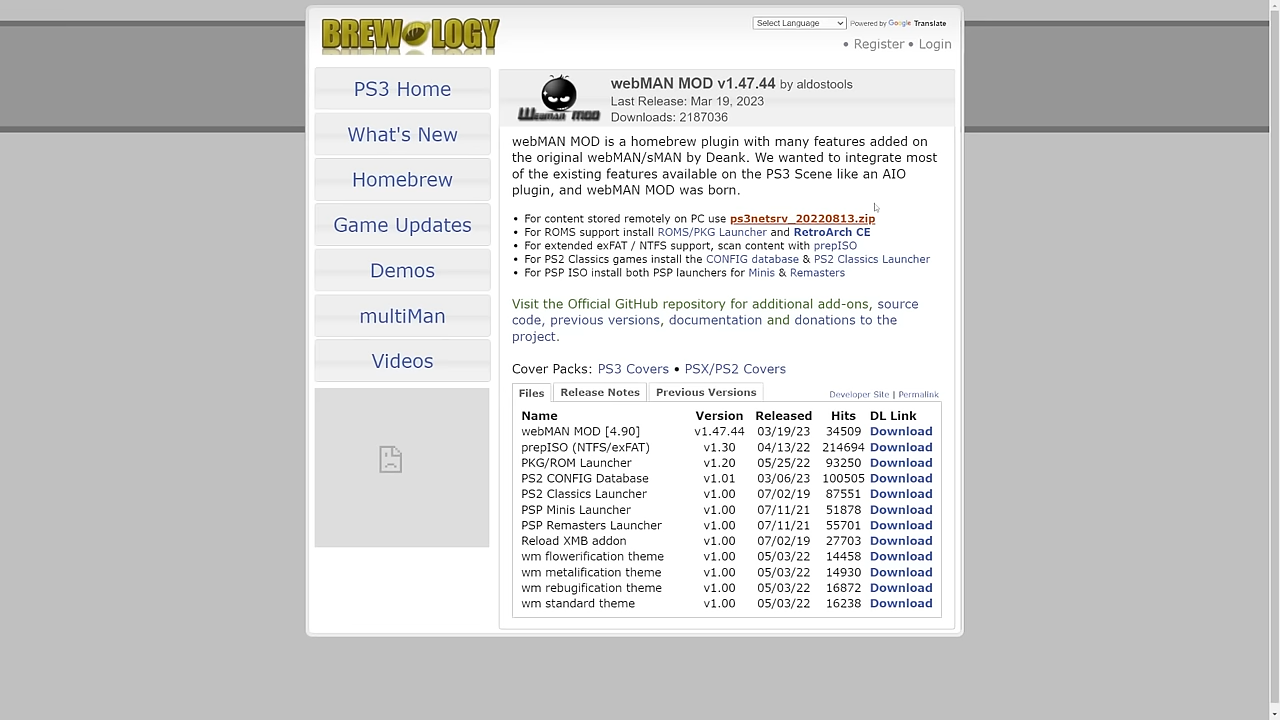 BREWOLOGY
Select Language
Powered by Google Translate
• Register • Login
PS3 Home
What's New
Homebrew
Game Updates
Demos
multiMan
Videos
Webman mod
webMAN MOD v1.47.44 by aldostools
Last Release: Mar 19, 2023
Downloads: 2187036
webMAN MOD is a homebrew plugin with many features added on
the original webMAN/sMAN by Deank. We wanted to integrate most
of the existing features available on the PS3 Scene like an AIO
plugin, and webMAN MOD was born.
• For content stored remotely on PC use ps3netsrv_20220813.zip
• For ROMS support install ROMS/PKG Launcher and RetroArch CE
• For extended exFAT / NTFS support, scan content with prepISO
• For PS2 Classics games install the CONFIG database & PS2 Classics Launcher
• For PSP ISO install both PSP launchers for Minis & Remasters
Visit the Official GitHub repository for additional add-ons, source
code, previous versions, documentation and donations to the
project.
Cover Packs: PS3 Covers • PSX/PS2 Covers
Files Release Notes Previous Versions Developer Site | Permalink
Name Version Released Hits DL Link
webMAN MOD [4.90] v1.47.44 03/19/23 34509 Download
prepISO (NTFS/exFAT) v1.30 04/13/22 214694 Download
PKG/ROM Launcher v1.20 05/25/22 93250 Download
PS2 CONFIG Database v1.01 03/06/23 100505 Download
PS2 Classics Launcher v1.00 07/02/19 87551 Download
PSP Minis Launcher v1.00 07/11/21 51878 Download
PSP Remasters Launcher v1.00 07/11/21 55701 Download
Reload XMB addon v1.00 07/02/19 27703 Download
wm flowerification theme v1.00 05/03/22 14458 Download
wm metalification theme v1.00 05/03/22 14930 Download
wm rebugification theme v1.00 05/03/22 16872 Download
wm standard theme v1.00 05/03/22 16238 Download